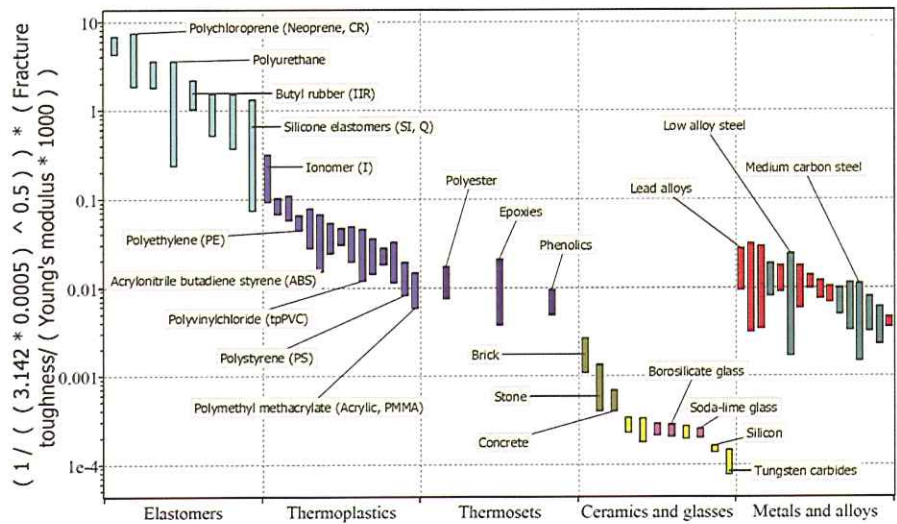 ( 1 / ( ( 3.142 * 0.0005) ^ 0.5) ) * ( Fracture
toughness/ ( Young's modulus * 1000) )
10
1
0.1
0.01
0.001
1e-4
Polychloroprene (Neoprene, CR)
Polyurethane
Butyl rubber (IIR)
Silicone elastomers (SI, Q)
Ionomer (I)
Polyethylene (PE)
Acrylonitrile butadiene styrene (ABS)
Polyvinylchloride (tpPVC)
Polystyrene (PS)
Polymethyl methacrylate (Acrylic, PMMA)
Polyester
Epoxies
Phenolics
Brick
Stone
Concrete
Borosilicate glass
Soda-lime glass
Silicon
Tungsten carbides
Lead alloys
Low alloy steel
Medium carbon steel
Elastomers
Thermoplastics
Thermosets
Ceramics and glasses
Metals and alloys